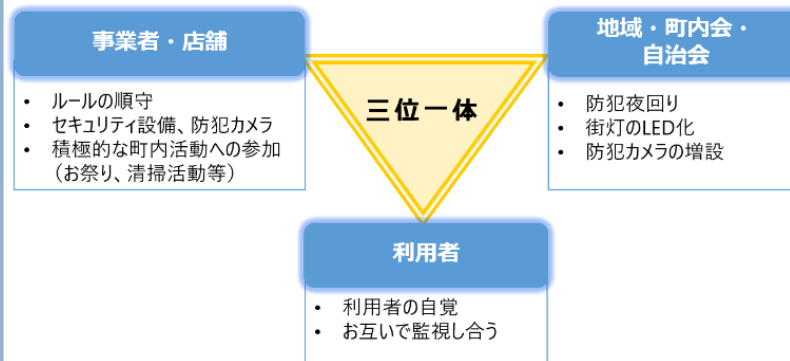 事業者・店舗
• ルールの順守
• セキュリティ設備、防犯カメラ
• 積極的な町内活動への参加
（お祭り、清掃活動等）
三位一体
地域・町内会・
自治会
• 防犯夜回り
• 街灯のLED化
• 防犯カメラの増設
利用者
• 利用者の自覚
• お互いで監視し合う